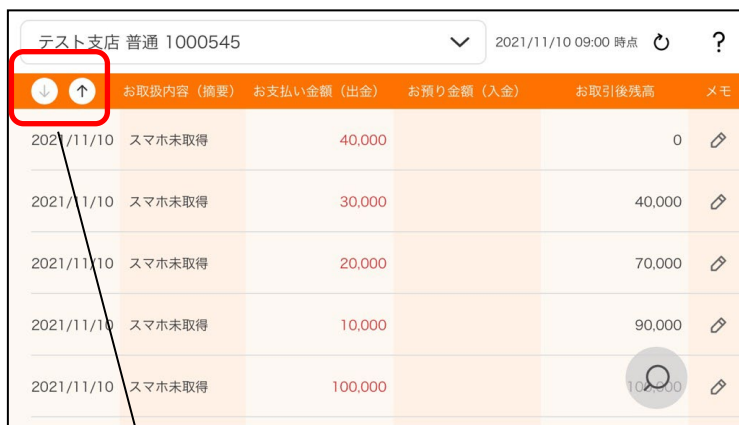 テスト支店 普通 1000545 2021/11/10 09:00 時点 ?
お取扱内容（摘要） お支払い金額（出金） お預り金額（入金） お取引後残高 メモ
2021/11/10 スマホ未取得 40,000 0
2021/11/10 スマホ未取得 30,000 40,000
2021/11/10 スマホ未取得 20,000 70,000
2021/11/10 スマホ未取得 10,000 90,000
2021/11/10 スマホ未取得 100,000 100,000